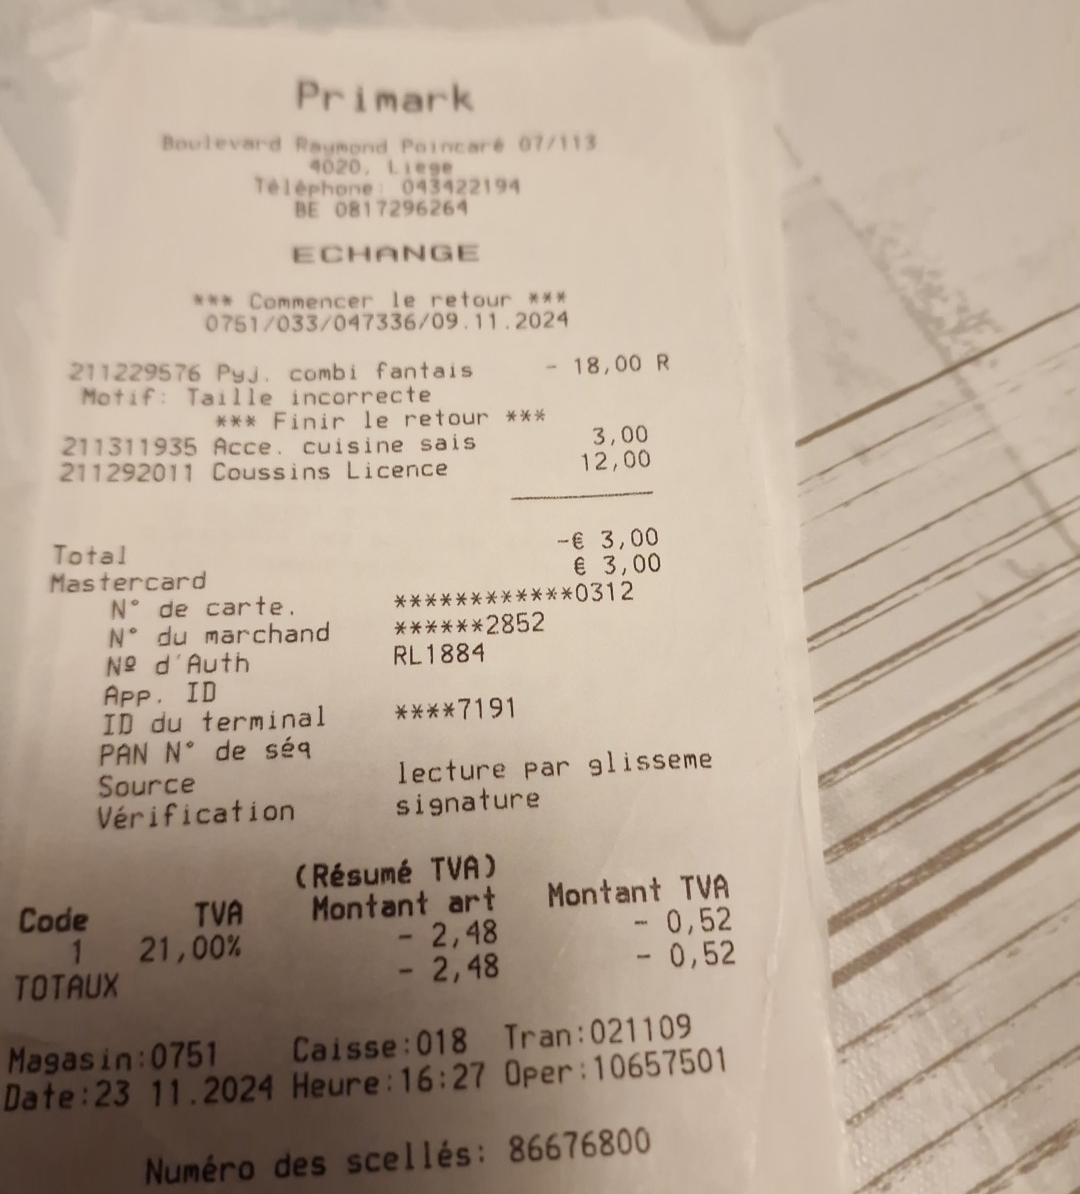 Primark
Boulevard Raymond Poincaré 07/113
4020, Liege
Téléphone: 043422194
BE 0817296264
ECHANGE
*** Commencer le retour ***
0751/033/047336/09.11.2024
211229576 Pyj. combi fantais - 18,00 R
Motif: Taille incorrecte
*** Finir le retour ***
211311935 Acce. cuisine sais 3,00
211292011 Coussins Licence 12,00
Total -€ 3,00
Mastercard € 3,00
N° de carte. ************0312
N° du marchand ******2852
Nº d'Auth RL1884
App. ID
ID du terminal ****7191
PAN N° de séq
Source lecture par glisseme
Vérification signature
(Résumé TVA)
Code TVA Montant art Montant TVA
1 21,00% - 2,48 - 0,52
TOTAUX - 2,48 - 0,52
Magasin:0751 Caisse:018 Tran:021109
Date:23 11.2024 Heure:16:27 Oper:10657501
Numéro des scellés: 86676800